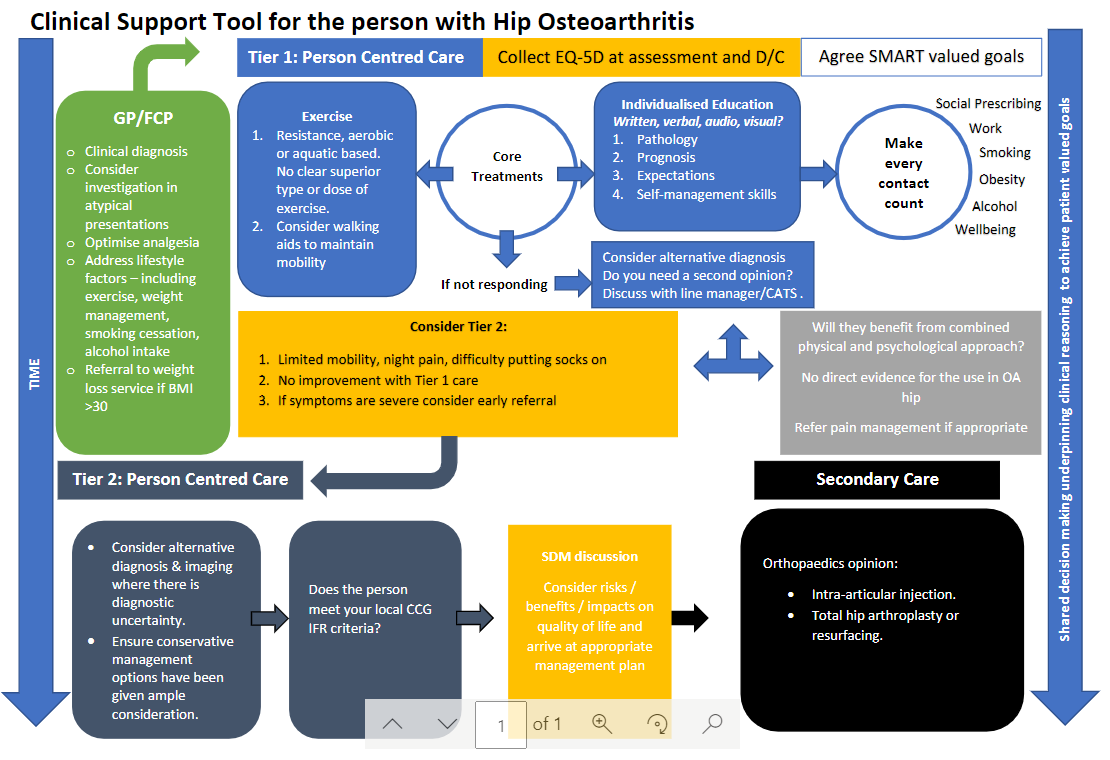 Clinical Support Tool for the person with Hip Osteoarthritis
Tier 1: Person Centred Care
Collect EQ-5D at assessment and D/C
Agree SMART valued goals
TIME
GP/FCP
o Clinical diagnosis
o Consider
investigation in
atypical
presentations
o Optimise analgesia
o Address lifestyle
factors – including
exercise, weight
management,
smoking cessation,
alcohol intake
o Referral to weight
loss service if BMI
>30
Exercise
1. Resistance, aerobic
or aquatic based.
No clear superior
type or dose of
exercise.
2. Consider walking
aids to maintain
mobility
Core
Treatments
Individualised Education
Written, verbal, audio, visual?
1. Pathology
2. Prognosis
3. Expectations
4. Self-management skills
Make
every
contact
count
Social Prescribing
Work
Smoking
Obesity
Alcohol
Wellbeing
If not responding
Consider alternative diagnosis
Do you need a second opinion?
Discuss with line manager/CATS .
Consider Tier 2:
1. Limited mobility, night pain, difficulty putting socks on
2. No improvement with Tier 1 care
3. If symptoms are severe consider early referral
Will they benefit from combined
physical and psychological approach?
No direct evidence for the use in OA
hip
Refer pain management if appropriate
Shared decision making underpinning clinical reasoning to achieve patient valued goals
Tier 2: Person Centred Care
• Consider alternative
diagnosis & imaging
where there is
diagnostic
uncertainty.
• Ensure conservative
management
options have been
given ample
consideration.
Does the person
meet your local CCG
IFR criteria?
SDM discussion
Consider risks /
benefits / impacts on
quality of life and
arrive at appropriate
management plan
Secondary Care
Orthopaedics opinion:
• Intra-articular injection.
• Total hip arthroplasty or
resurfacing.
1 of 1